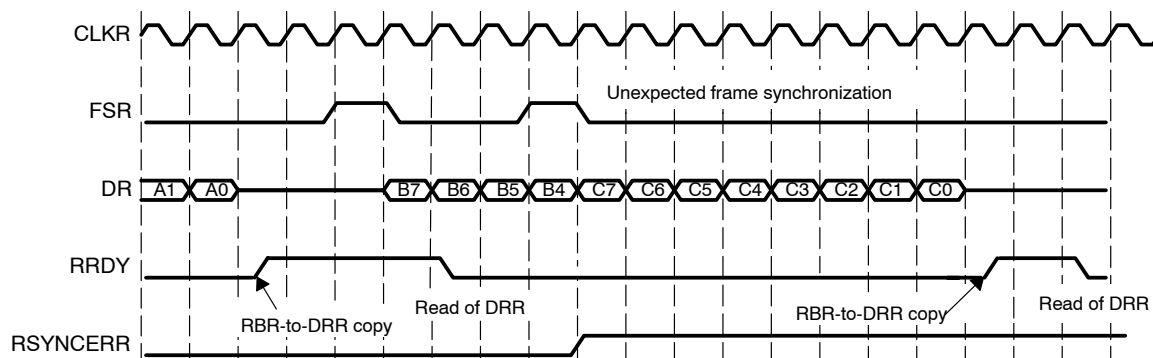 CLKR
Unexpected frame synchronization
FSR
DR A1 A0 B7 B6 B5 B4 C7 C6 C5 C4 C3 C2 C1 C0
RRDY
Read of DRR
Read of DRR
RBR-to-DRR copy
RBR-to-DRR copy
RSYNCERR